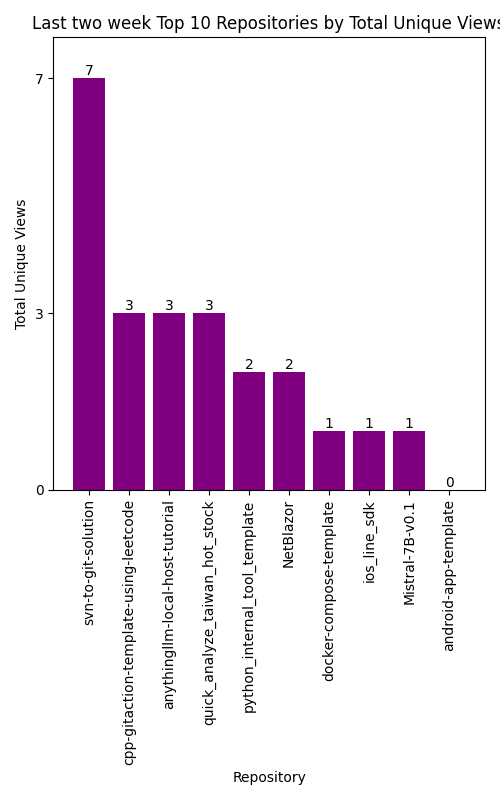 Last two week Top 10 Repositories by Total Unique Views
Total Unique Views
7
3
0
7
3
3
3
2
2
1
1
1
0
svn-to-git-solution
cpp-gitaction-template-using-leetcode
anythingllm-local-host-tutorial
quick_analyze_taiwan_hot_stock
python_internal_tool_template
NetBlazor
docker-compose-template
ios_line_sdk
Mistral-7B-v0.1
android-app-template
Repository